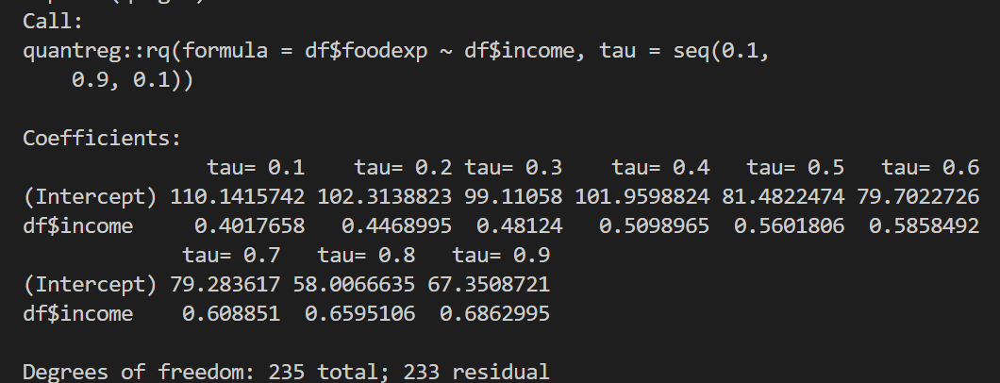 Call:
quantreg::rq(formula = df$foodexp ~ df$income, tau = seq(0.1,
    0.9, 0.1))

Coefficients:
               tau= 0.1    tau= 0.2 tau= 0.3    tau= 0.4   tau= 0.5   tau= 0.6
(Intercept) 110.1415742 102.3138823 99.11058 101.9598824 81.4822474 79.7022726
df$income     0.4017658   0.4468995  0.48124   0.5098965  0.5601806  0.5858492
             tau= 0.7   tau= 0.8   tau= 0.9
(Intercept) 79.283617 58.0066635 67.3508721
df$income    0.608851  0.6595106  0.6862995

Degrees of freedom: 235 total; 233 residual